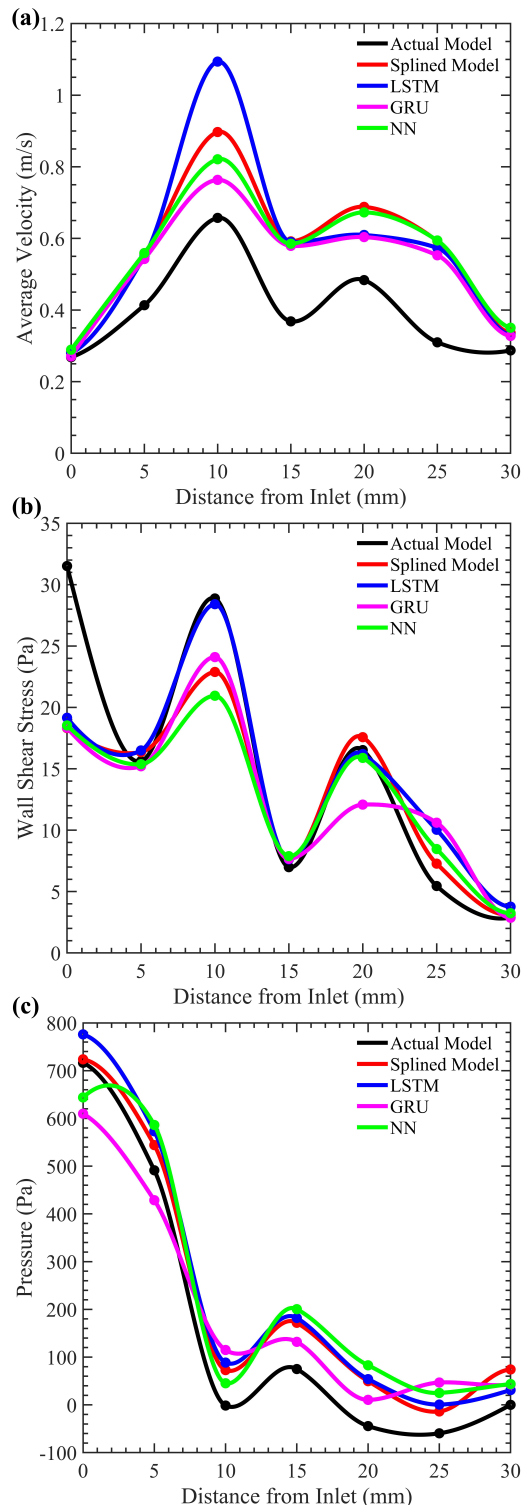 (a)
1.2
1
0.8
0.6
0.4
0.2
0
Average Velocity (m/s)
Actual Model
Splined Model
LSTM
GRU
NN
0 5 10 15 20 25 30
Distance from Inlet (mm)
(b)
35
30
25
20
15
10
5
0
Wall Shear Stress (Pa)
Actual Model
Splined Model
LSTM
GRU
NN
0 5 10 15 20 25 30
Distance from Inlet (mm)
(c)
800
700
600
500
400
300
200
100
0
-100
Pressure (Pa)
Actual Model
Splined Model
LSTM
GRU
NN
0 5 10 15 20 25 30
Distance from Inlet (mm)